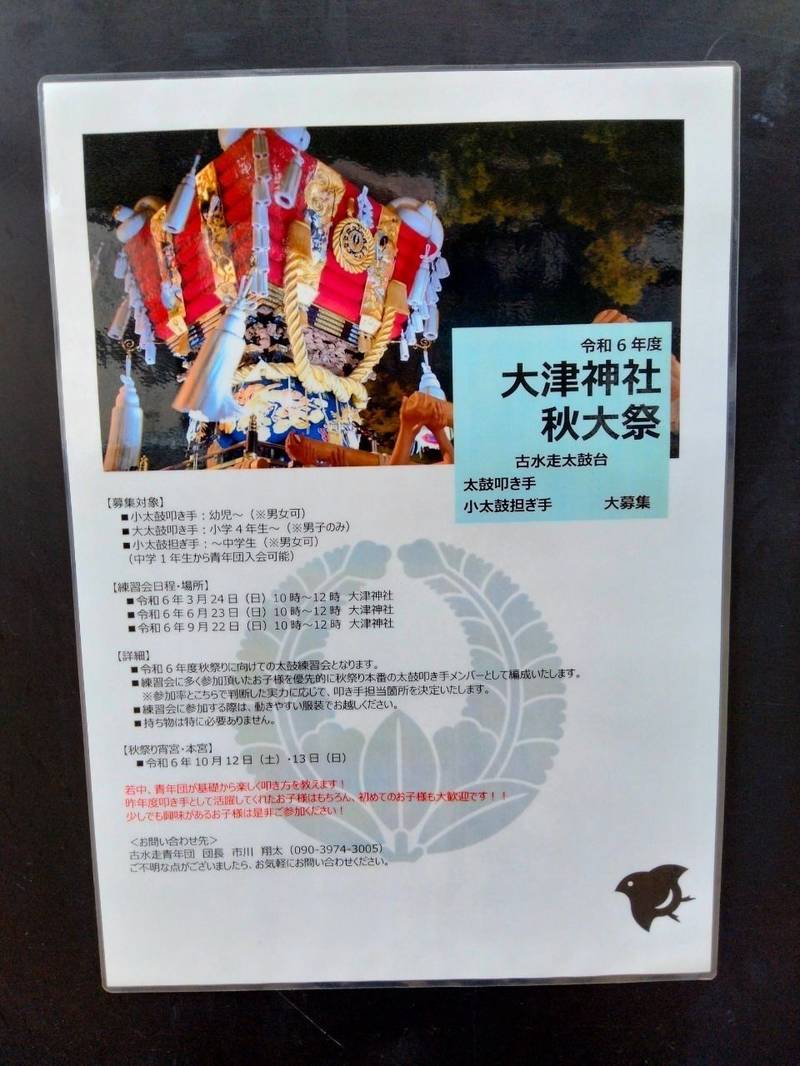 令和6年度
大津神社
秋大祭
古水走太鼓台
太鼓叩き手
小太鼓担ぎ手 大募集
【募集対象】
■小太鼓叩き手：幼児～（※男女可）
■大太鼓叩き手：小学4年生～（※男子のみ）
■小太鼓担ぎ手：～中学生（※男女可）
（中学1年生から青年団入会可能）
【練習会日程・場所】
■令和6年3月24日（日）10時～12時 大津神社
■令和6年6月23日（日）10時～12時 大津神社
■令和6年9月22日（日）10時～12時 大津神社
【詳細】
■令和6年度秋祭りに向けての太鼓練習会となります。
■練習会に多く参加頂いたお子様を優先的に秋祭り本番の太鼓叩き手メンバーとして編成いたします。
※参加率とこちらで判断した実力に応じて、叩き手担当箇所を決定いたします。
■練習会に参加する際は、動きやすい服装でお越しください。
■持ち物は特に必要ありません。
【秋祭り宵宮・本宮】
■令和6年10月12日（土）・13日（日）
若中、青年団が基礎から楽しく叩き方を教えます！
昨年度叩き手として活躍してくれたお子様はもちろん、初めてのお子様も大歓迎です！！
少しでも興味があるお子様は是非ご参加ください！
＜お問い合わせ先＞
古水走青年団 団長 市川 翔太（090-3974-3005）
ご不明な点がございましたら、お気軽にお問い合わせください。